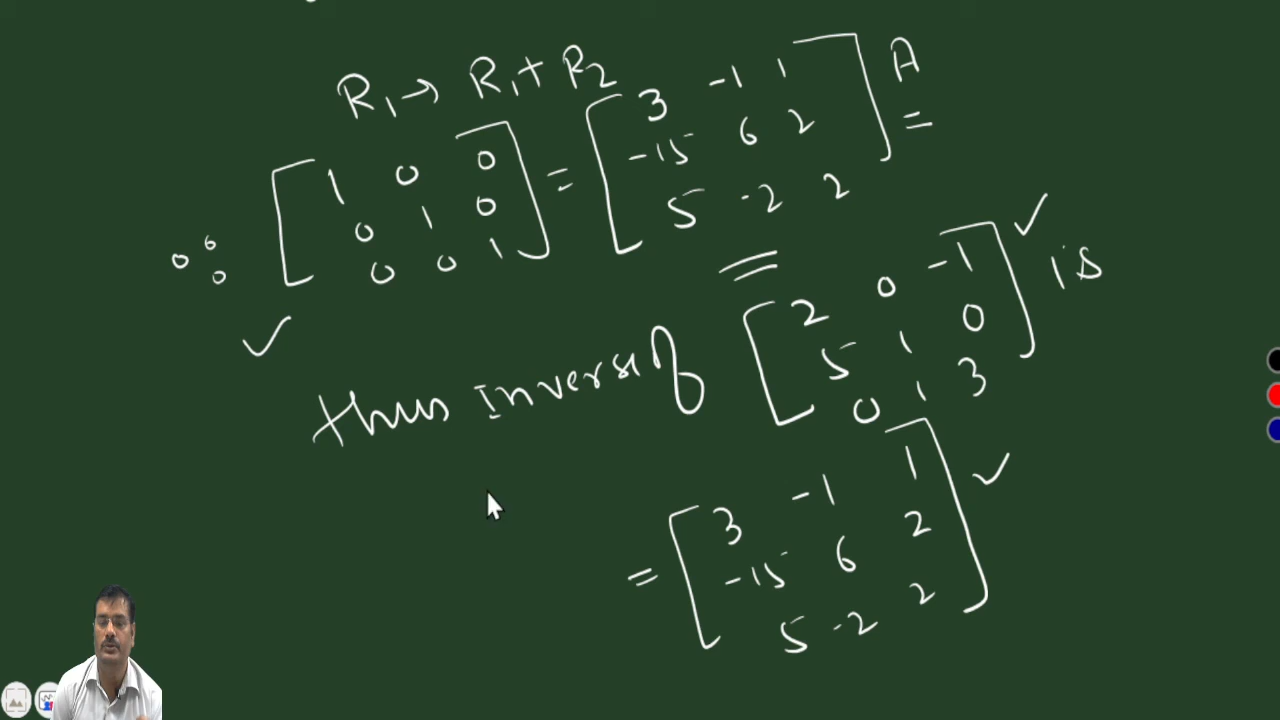 R₁ → R₁ + R₂
∴ [1 0 0 = [3 -1 1 A
0 1 0 -15 6 2 =
0 0 1] 5 -2 2]
✓
thus Inverse of [2 0 -1 ✓ is
5 1 0
0 1 3]
= [3 -1 1 ✓
-15 6 2
5 -2 2]